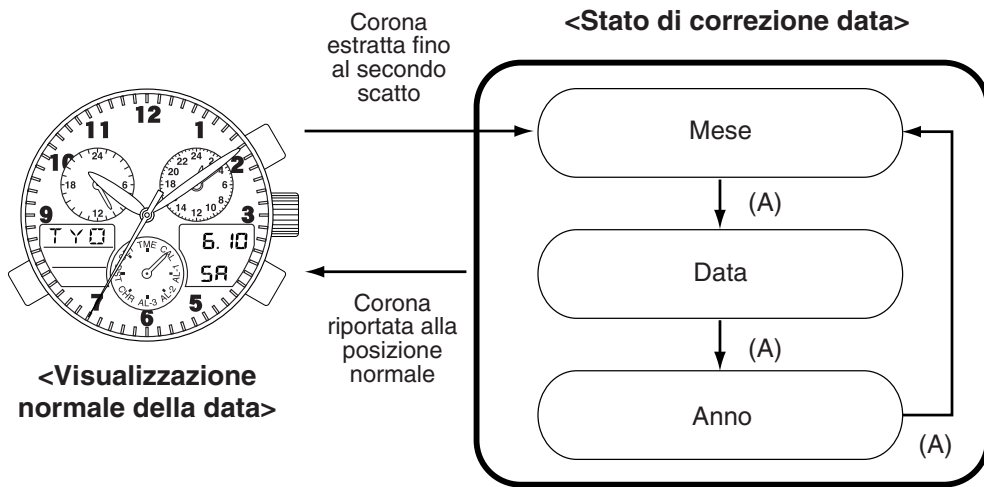 <Stato di correzione data>
Corona
estratta fino
al secondo
scatto
Mese
(A)
Data
(A)
Anno
(A)
Corona
riportata alla
posizione
normale
12
11
1
10
2
9
3
7
6
5
24
18
6
12
24
22
20
18
16
14
12
10
8
6
4
2
TYO
6.10
SA
TME
CAL
AL-1
AL-2
AL-3
CHR
<Visualizzazione
normale della data>